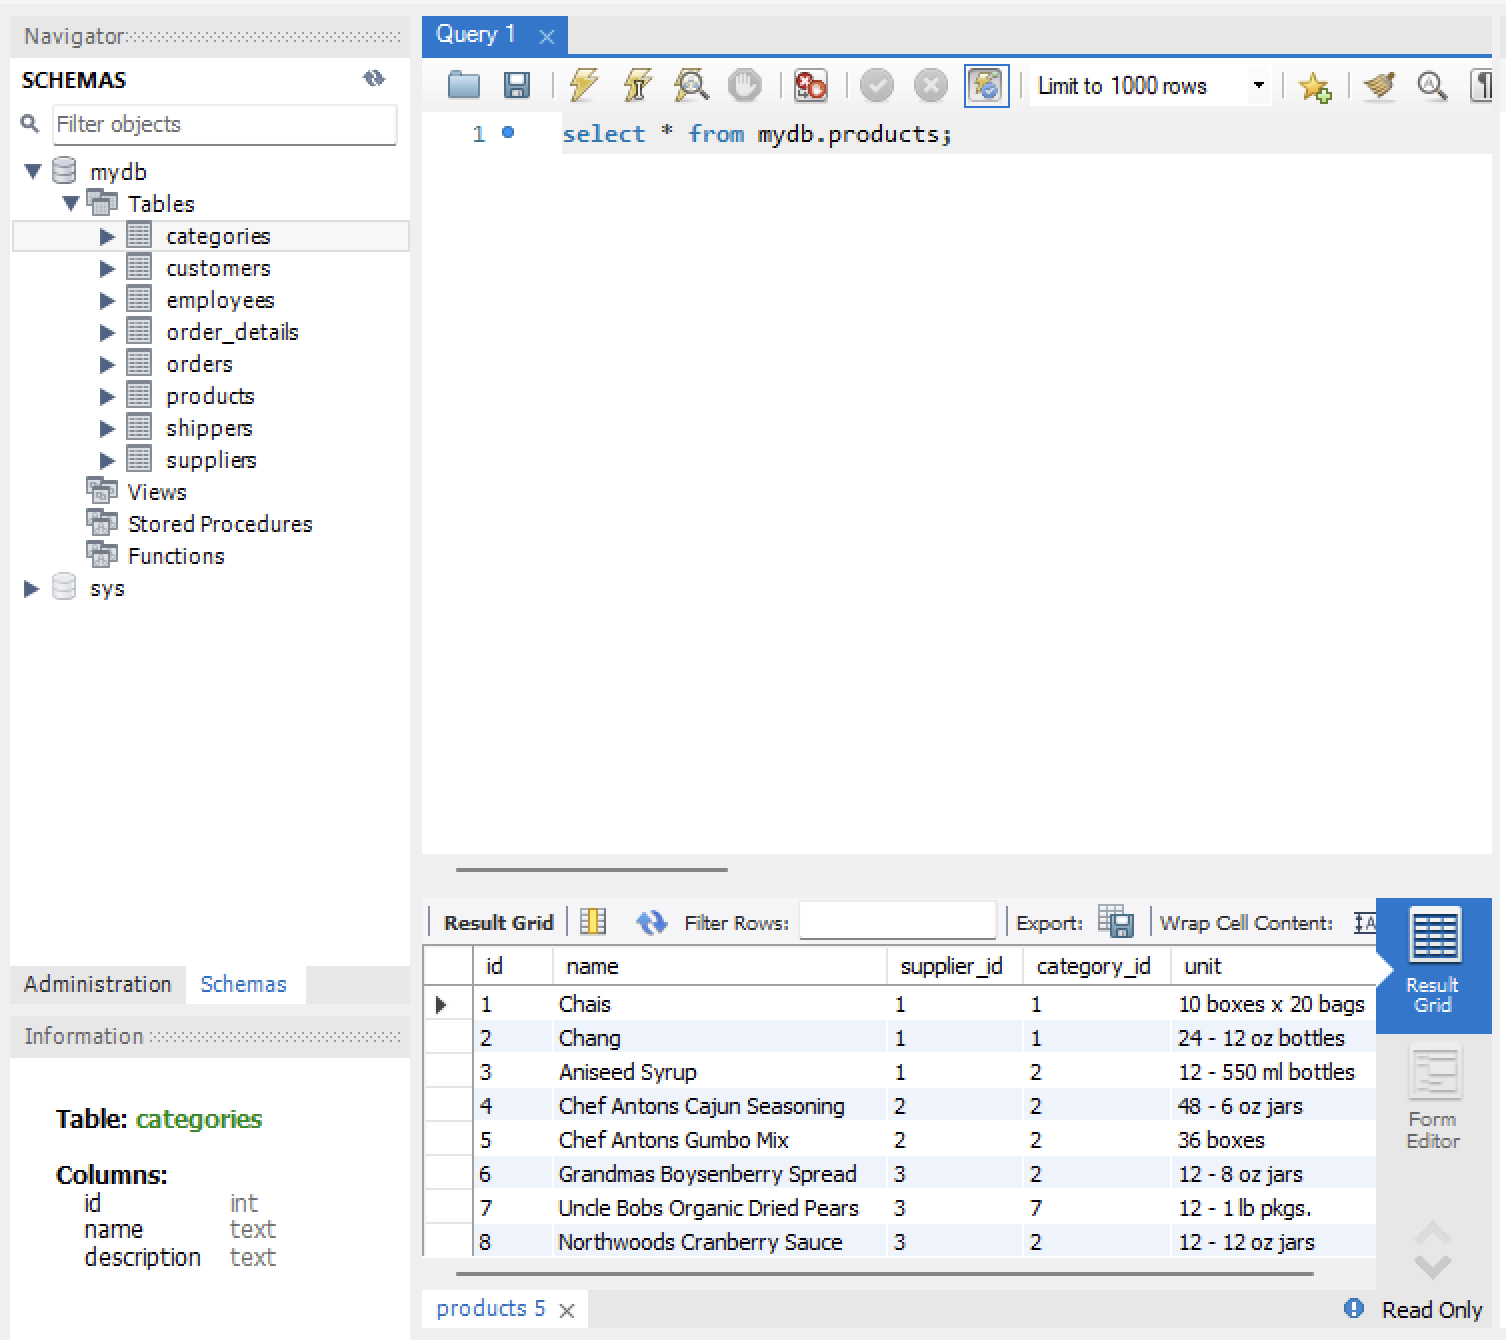 Navigator
SCHEMAS
Filter objects
mydb
Tables
categories
customers
employees
order_details
orders
products
shippers
suppliers
Views
Stored Procedures
Functions
sys
Administration Schemas
Information
Table: categories
Columns:
id int
name text
description text
Query 1
Limit to 1000 rows
1 select * from mydb.products;
Result Grid Filter Rows: Export: Wrap Cell Content:
id name supplier_id category_id unit
1 Chais 1 1 10 boxes x 20 bags
2 Chang 1 1 24 - 12 oz bottles
3 Aniseed Syrup 1 2 12 - 550 ml bottles
4 Chef Antons Cajun Seasoning 2 2 48 - 6 oz jars
5 Chef Antons Gumbo Mix 2 2 36 boxes
6 Grandmas Boysenberry Spread 3 2 12 - 8 oz jars
7 Uncle Bobs Organic Dried Pears 3 7 12 - 1 lb pkgs.
8 Northwoods Cranberry Sauce 3 2 12 - 12 oz jars
Result
Grid
Form
Editor
products 5
Read Only